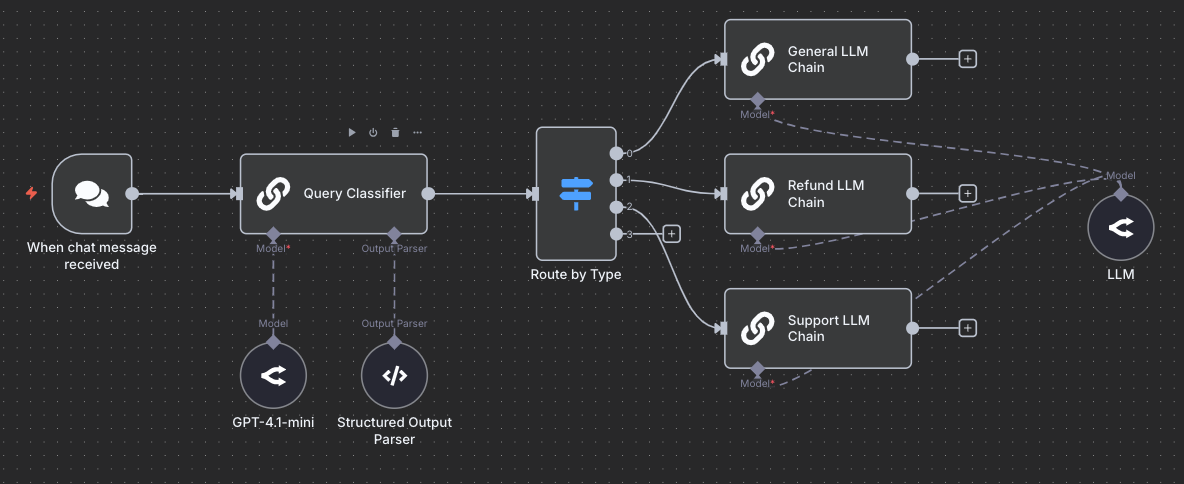 General LLM
Chain
Model*
When chat message
received
Query Classifier
Model*
Output Parser
Model
Output Parser
GPT-4.1-mini
Structured Output
Parser
0
1
2
3
Route by Type
Refund LLM
Chain
Model*
Support LLM
Chain
Model*
Model
LLM